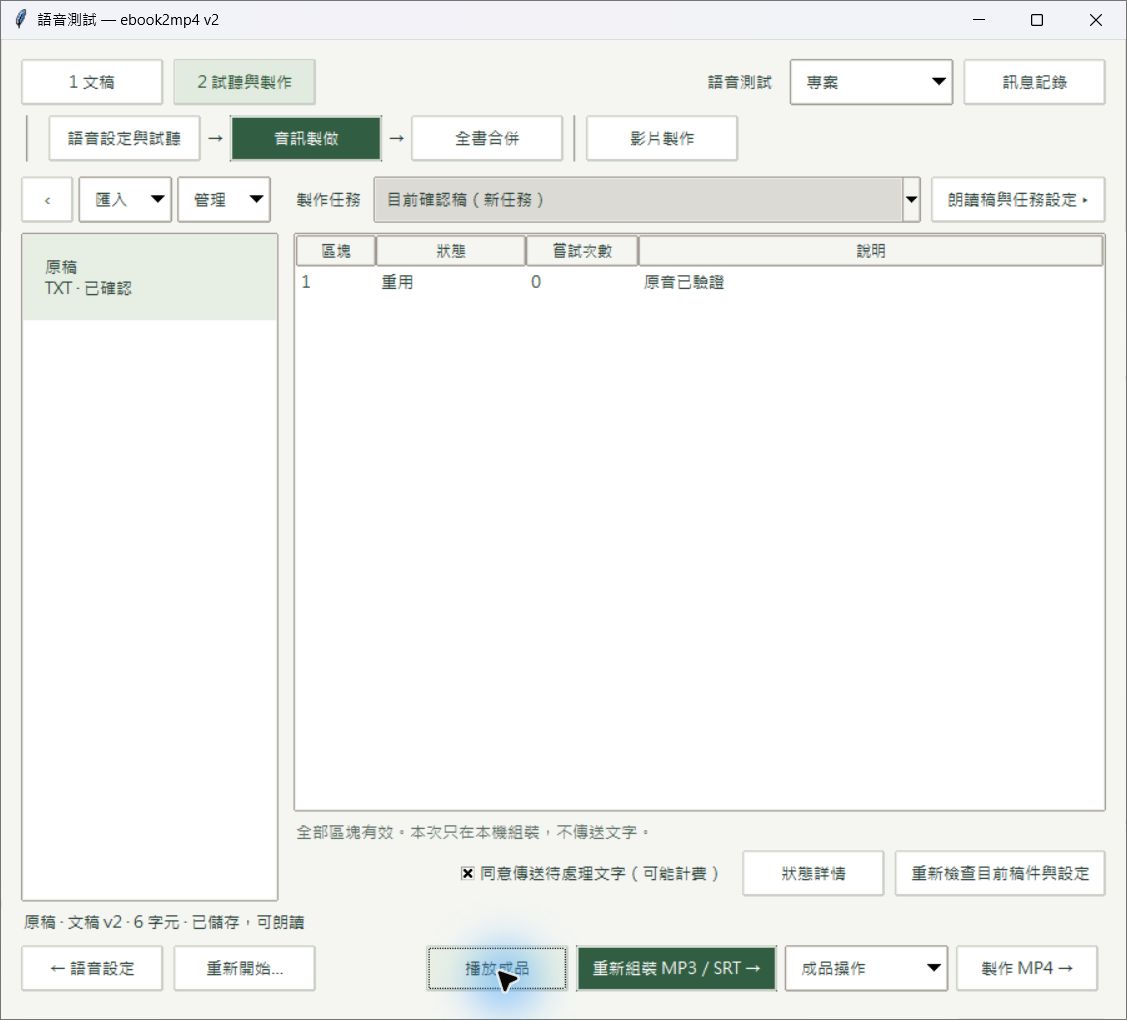 語音測試 — ebook2mp4 v2
1 文稿
2 試聽與製作
語音測試
專案
訊息記錄
語音設定與試聽
→
音訊製做
→
全書合併
影片製作
‹
匯入
管理
製作任務
目前確認稿（新任務）
朗讀稿與任務設定 ▸
原稿
TXT · 已確認
區塊 狀態 嘗試次數 說明
1 重用 0 原音已驗證
全部區塊有效。本次只在本機組裝，不傳送文字。
同意傳送待處理文字（可能計費）
狀態詳情
重新檢查目前稿件與設定
原稿 · 文稿 v2 · 6 字元 · 已儲存，可朗讀
← 語音設定
重新開始...
播放成品
重新組裝 MP3 / SRT →
成品操作
製作 MP4 →